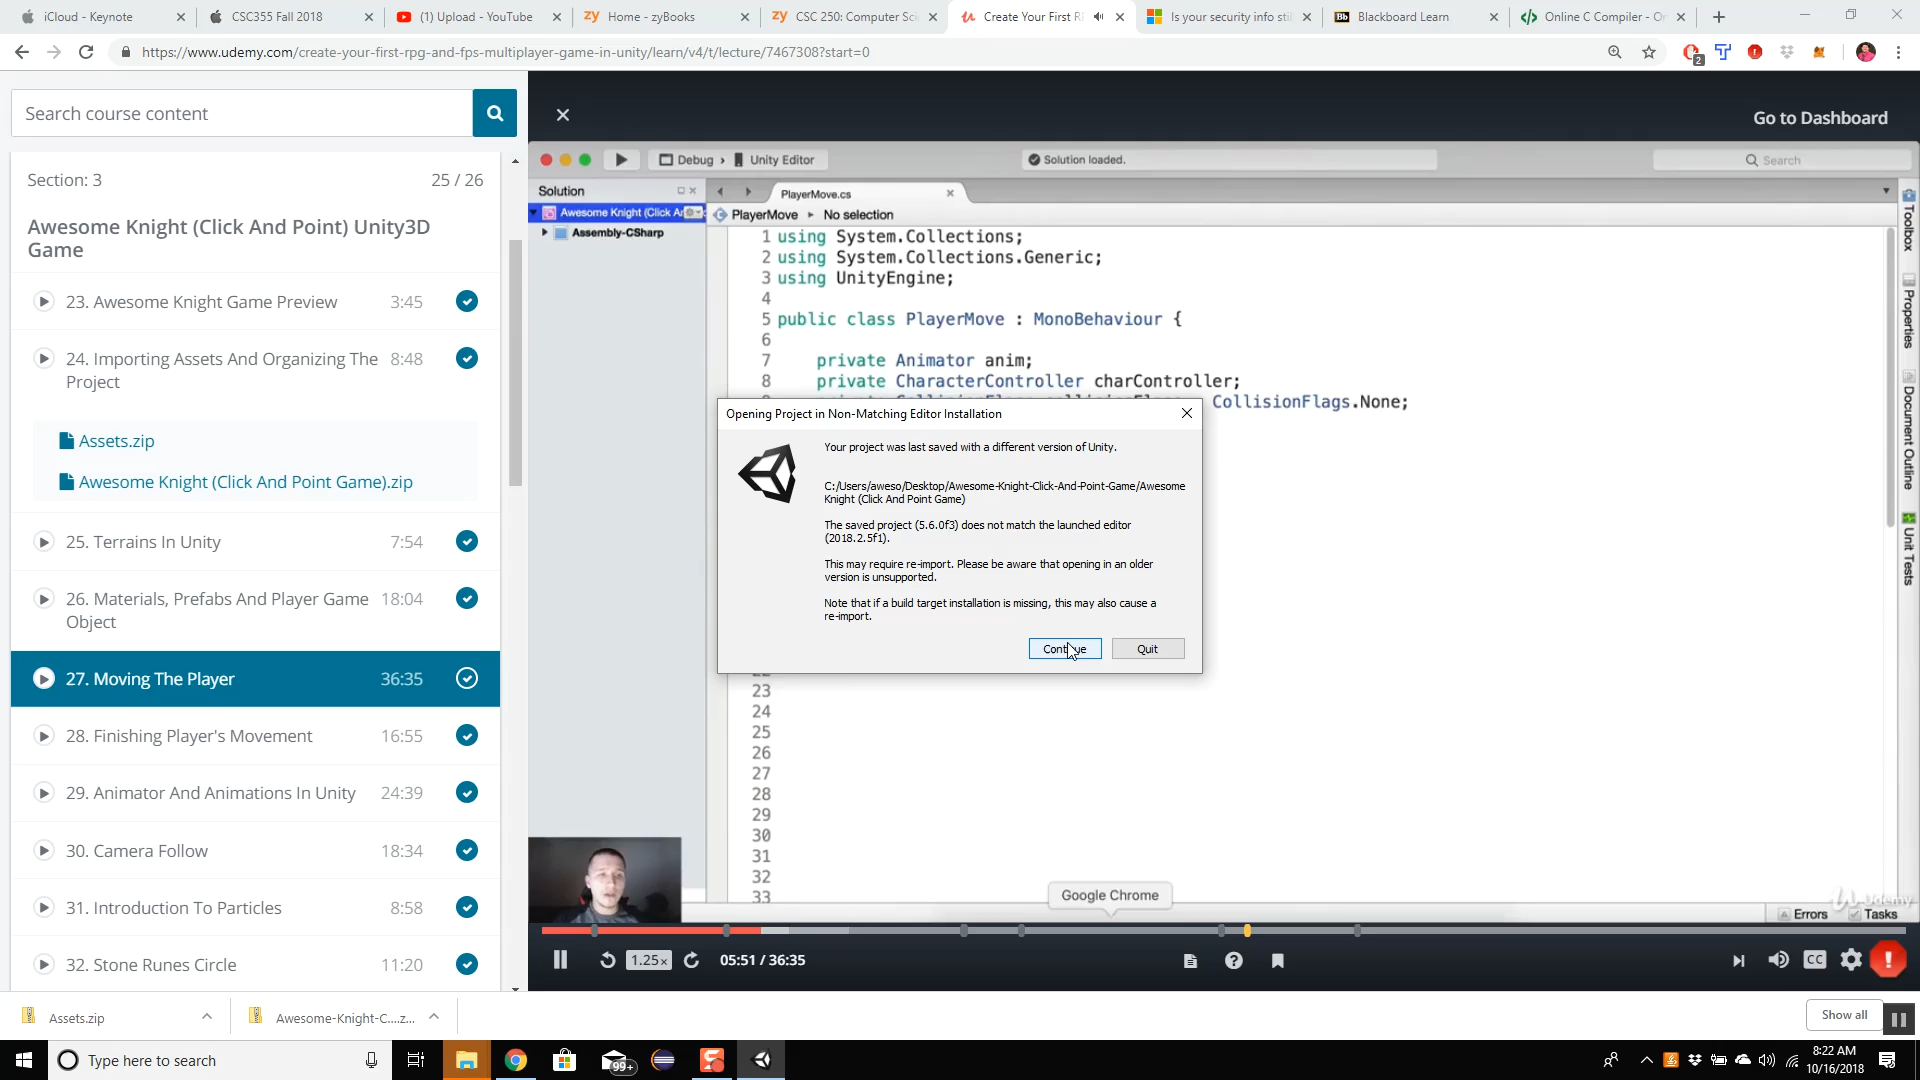 iCloud - Keynote
CSC355 Fall 2018
(1) Upload - YouTube
Home - zyBooks
CSC 250: Computer Sci
Create Your First R
Is your security info sti
Blackboard Learn
Online C Compiler - O
https://www.udemy.com/create-your-first-rpg-and-fps-multiplayer-game-in-unity/learn/v4/t/lecture/7467308?start=0
2
Search course content
Go to Dashboard
Section: 3
25 / 26
Awesome Knight (Click And Point) Unity3D
Game
23. Awesome Knight Game Preview 3:45
24. Importing Assets And Organizing The 8:48
Project
Assets.zip
Awesome Knight (Click And Point Game).zip
25. Terrains In Unity 7:54
26. Materials, Prefabs And Player Game 18:04
Object
27. Moving The Player 36:35
28. Finishing Player's Movement 16:55
29. Animator And Animations In Unity 24:39
30. Camera Follow 18:34
31. Introduction To Particles 8:58
32. Stone Runes Circle 11:20
Debug › Unity Editor
Solution loaded.
Search
Solution
PlayerMove.cs
Awesome Knight (Click Ar
PlayerMove ▸ No selection
Assembly-CSharp
1 using System.Collections;
2 using System.Collections.Generic;
3 using UnityEngine;
4
5 public class PlayerMove : MonoBehaviour {
6
7 private Animator anim;
8 private CharacterController charController;
CollisionFlags.None;
23
24
25
26
27
28
29
30
31
32
33
Toolbox
Properties
Document Outline
Unit Tests
Opening Project in Non-Matching Editor Installation
Your project was last saved with a different version of Unity.
C:/Users/aweso/Desktop/Awesome-Knight-Click-And-Point-Game/Awesome
Knight (Click And Point Game)
The saved project (5.6.0f3) does not match the launched editor
(2018.2.5f1).
This may require re-import. Please be aware that opening in an older
version is unsupported.
Note that if a build target installation is missing, this may also cause a
re-import.
Continue
Quit
Google Chrome
Udemy
Errors
Tasks
1.25x
05:51 / 36:35
CC
Assets.zip
Awesome-Knight-C....z...
Show all
Type here to search
99+
8:22 AM
10/16/2018